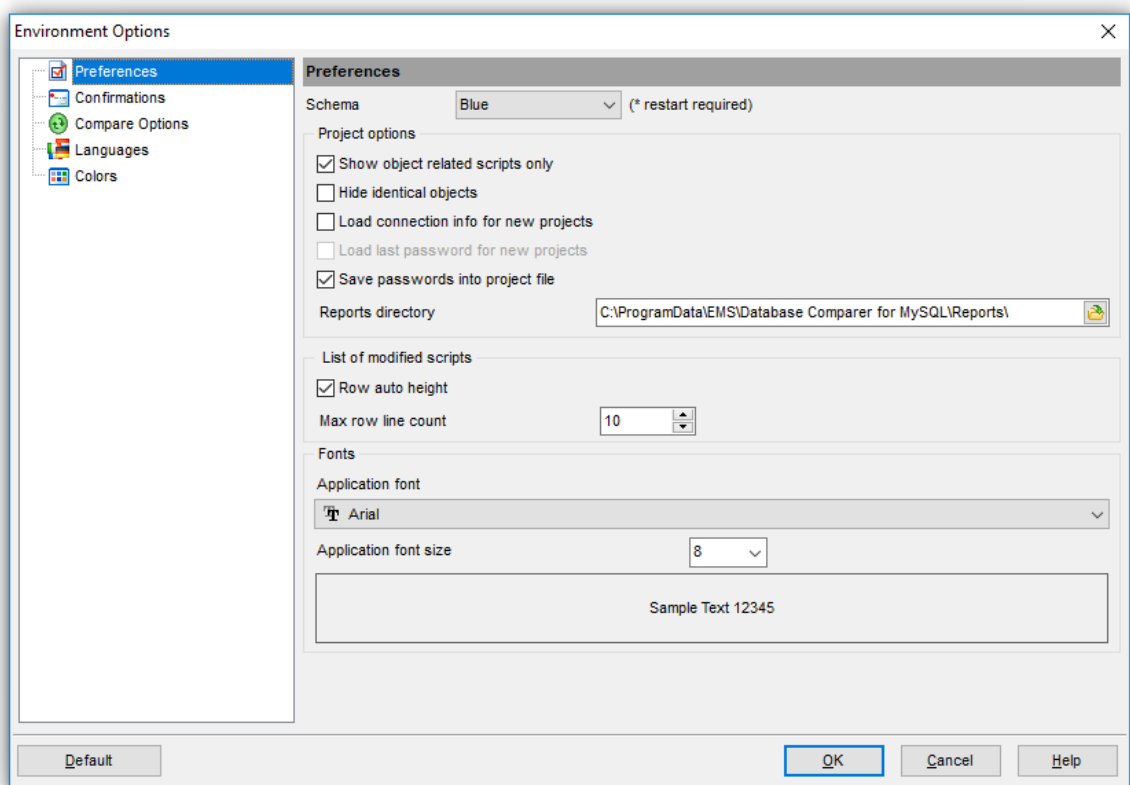 Environment Options
Preferences
Confirmations
Compare Options
Languages
Colors
Preferences
Schema Blue (* restart required)
Project options
Show object related scripts only
Hide identical objects
Load connection info for new projects
Load last password for new projects
Save passwords into project file
Reports directory C:\ProgramData\EMS\Database Comparer for MySQL\Reports\
List of modified scripts
Row auto height
Max row line count 10
Fonts
Application font
Arial
Application font size 8
Sample Text 12345
Default OK Cancel Help